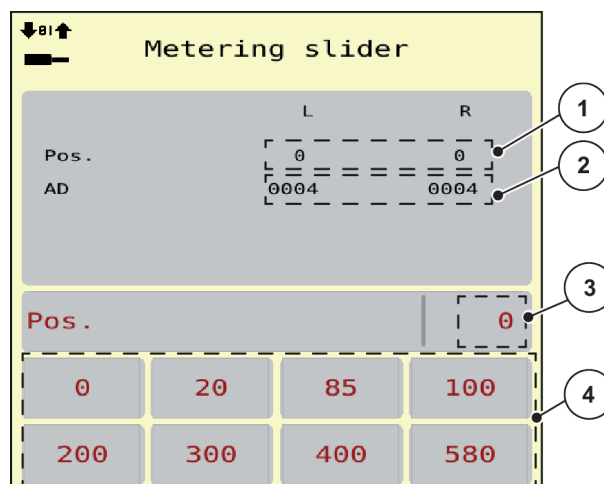 Metering slider
L R
Pos. 0 0
AD 0004 0004
Pos. 0
0 20 85 100
200 300 400 580
1
2
3
4